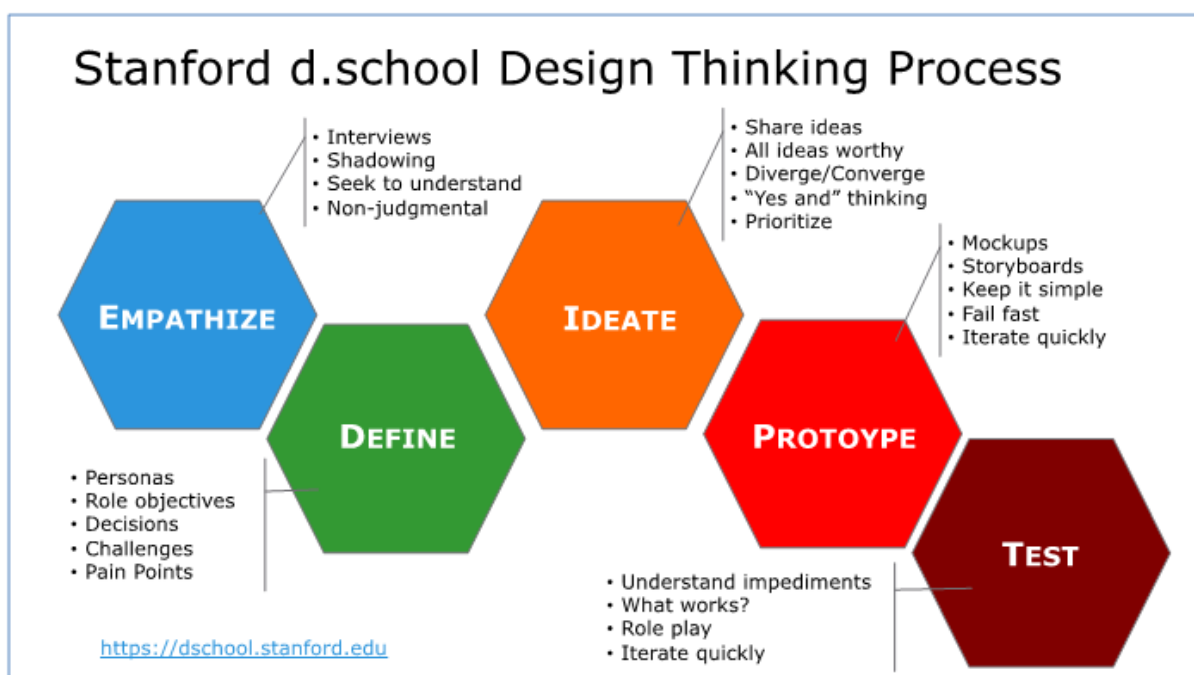 Stanford d.school Design Thinking Process
• Interviews
• Shadowing
• Seek to understand
• Non-judgmental
EMPATHIZE
• Personas
• Role objectives
• Decisions
• Challenges
• Pain Points
DEFINE
• Share ideas
• All ideas worthy
• Diverge/Converge
• “Yes and” thinking
• Prioritize
IDEATE
• Mockups
• Storyboards
• Keep it simple
• Fail fast
• Iterate quickly
PROTOYPE
• Understand impediments
• What works?
• Role play
• Iterate quickly
TEST
https://dschool.stanford.edu